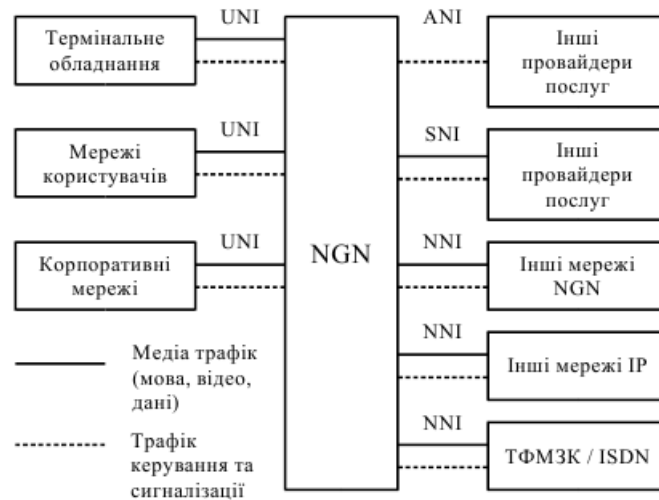 UNI
Термінальне
обладнання
UNI
Мережі
користувачів
UNI
Корпоративні
мережі
Медіа трафік
(мова, відео,
дані)
Трафік
керування та
сигналізації
NGN
ANI
Інші
провайдери
послуг
SNI
Інші
провайдери
послуг
NNI
Інші мережі
NGN
NNI
Інші мережі IP
NNI
ТФМЗК / ISDN